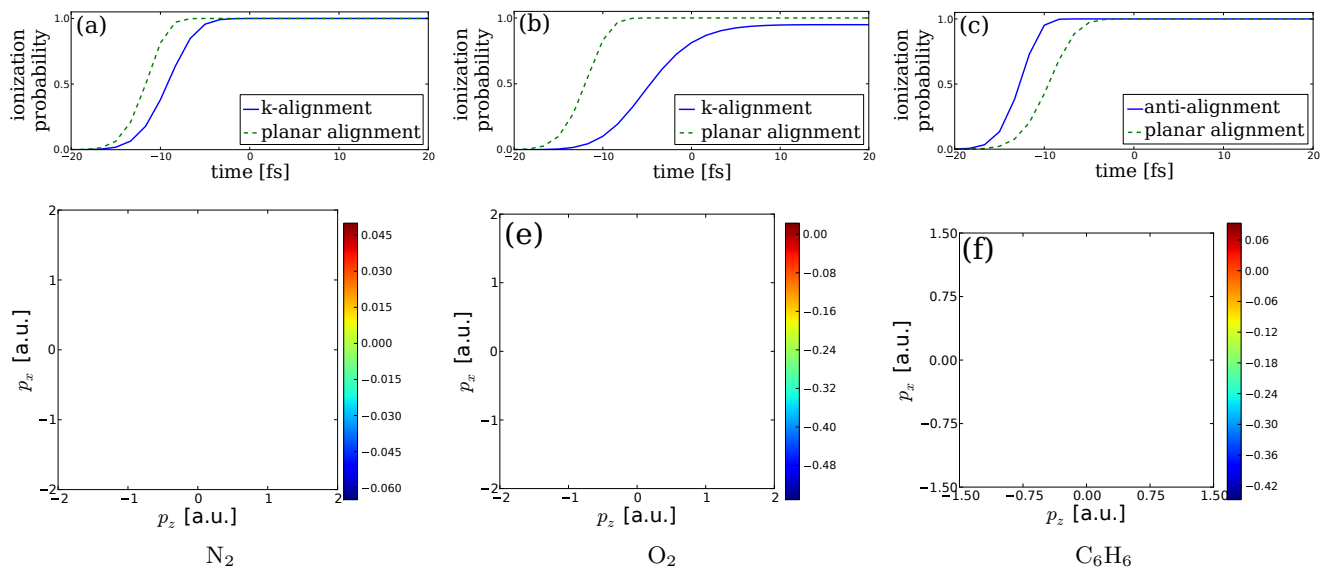 (a)
ionization
probability
1.0
0.5
0.0
−20
−10
0
10
20
time [fs]
k-alignment
planar alignment
(b)
ionization
probability
1.0
0.5
0.0
−20
−10
0
10
20
time [fs]
k-alignment
planar alignment
(c)
ionization
probability
1.0
0.5
0.0
−20
−10
0
10
20
time [fs]
anti-alignment
planar alignment
2
1
0
−1
−2
p_x [a.u.]
−2
−1
0
1
2
p_z [a.u.]
0.045
0.030
0.015
0.000
−0.015
−0.030
−0.045
−0.060
N₂
(e)
2
1
0
−1
−2
p_x [a.u.]
−2
−1
0
1
2
p_z [a.u.]
0.00
−0.08
−0.16
−0.24
−0.32
−0.40
−0.48
O₂
(f)
1.50
0.75
0.00
−0.75
−1.50
p_x [a.u.]
−1.50
−0.75
0.00
0.75
1.50
p_z [a.u.]
0.06
0.00
−0.06
−0.12
−0.18
−0.24
−0.30
−0.36
−0.42
C₆H₆